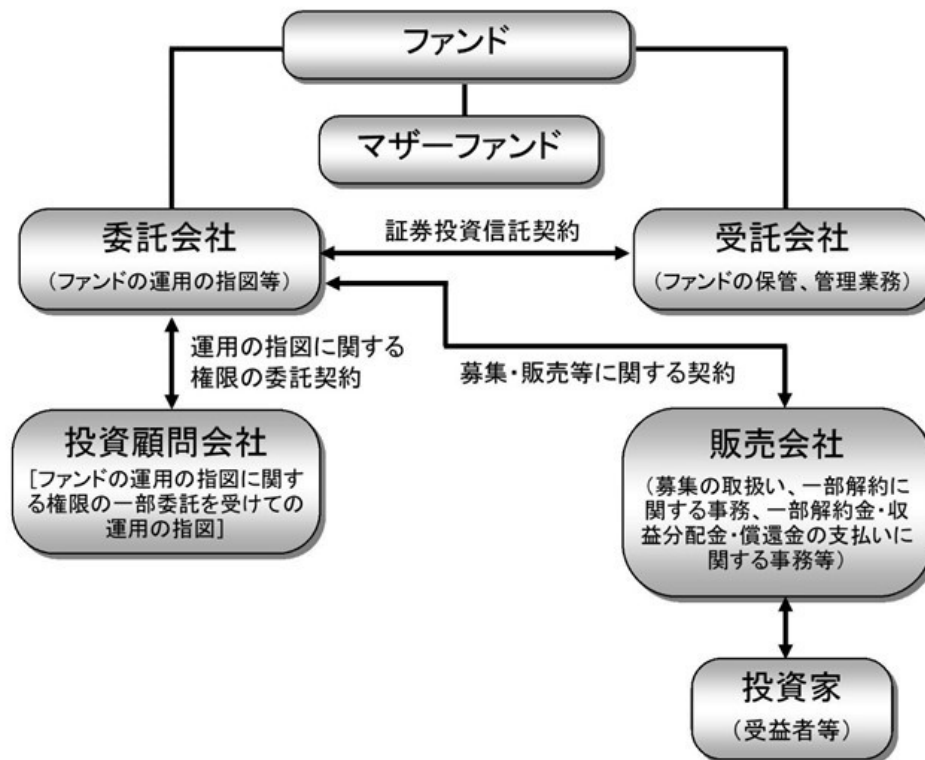 ファンド
マザーファンド
委託会社
(ファンドの運用の指図等)
証券投資信託契約
受託会社
(ファンドの保管、管理業務)
運用の指図に関する
権限の委託契約
募集・販売等に関する契約
投資顧問会社
[ファンドの運用の指図に関す
る権限の一部委託を受けての
運用の指図]
販売会社
(募集の取扱い、一部解約に
関する事務、一部解約金・収
益分配金・償還金の支払いに
関する事務等)
投資家
(受益者等)